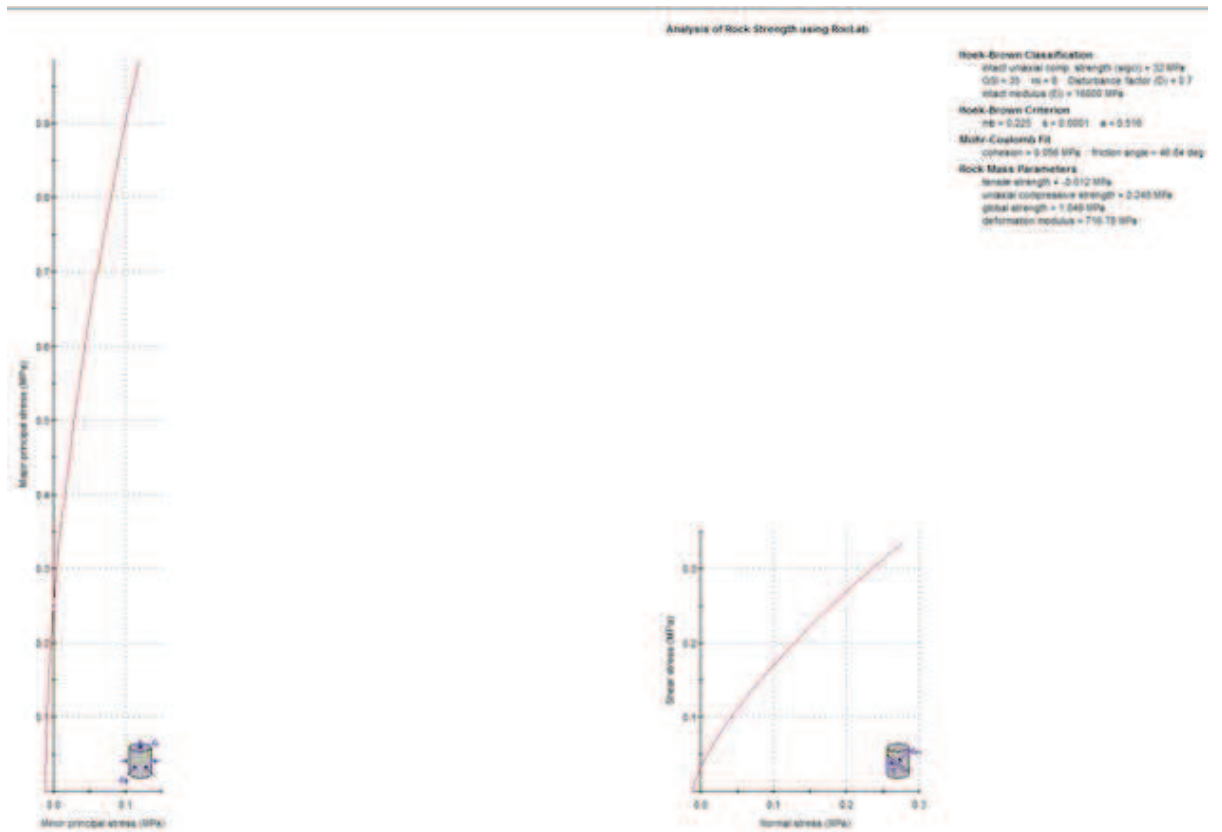 Analysis of Rock Strength using RocLab
Hoek-Brown Classification
intact uniaxial comp. strength (sigci) = 32 MPa
GSI = 35 mi = 8 Disturbance factor (D) = 0.7
intact modulus (Ei) = 16000 MPa
Hoek-Brown Criterion
mb = 0.225 s = 0.0001 a = 0.516
Mohr-Coulomb Fit
cohesion = 0.056 MPa friction angle = deg
Rock Mass Parameters
tensile strength = -0.012 MPa
uniaxial compressive strength = MPa
global strength = MPa
deformation modulus = 716.78 MPa
Major principal stress (MPa)
0.9
0.8
0.7
0.6
0.5
0.4
0.3
0.2
0.1
0.0 0.1
Minor principal stress (MPa)
Shear stress (MPa)
0.3
0.2
0.1
0.0 0.1 0.2 0.3
Normal stress (MPa)